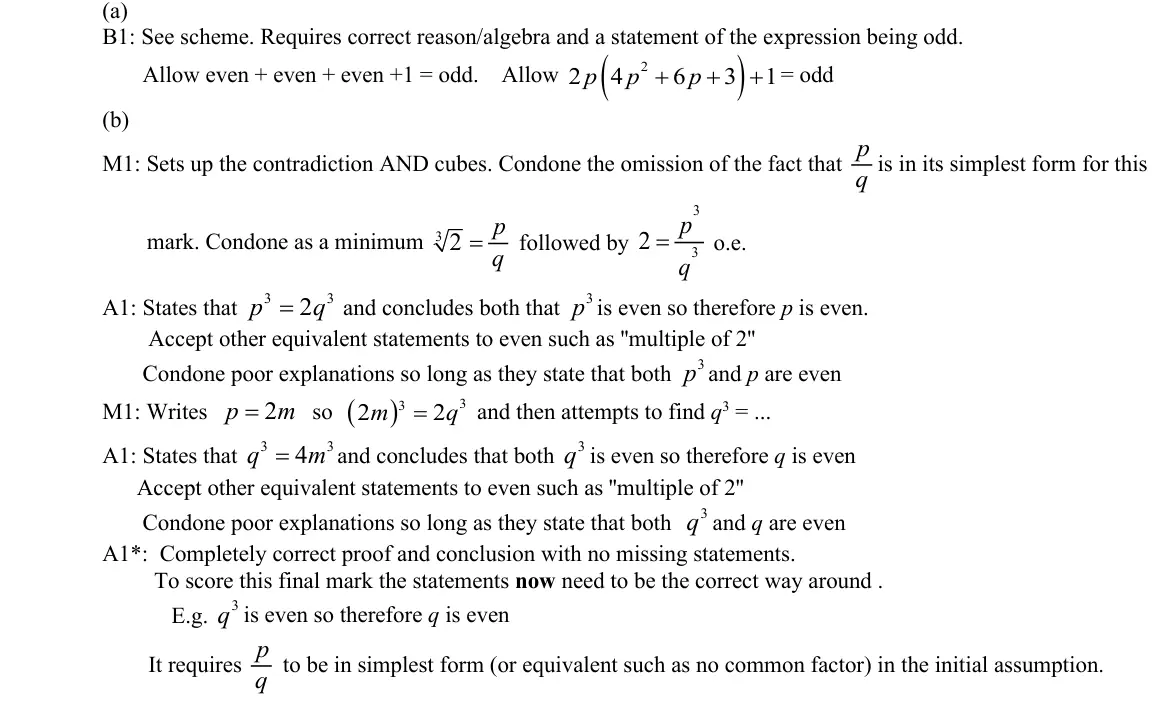 (a)
B1: See scheme. Requires correct reason/algebra and a statement of the expression being odd.
Allow even + even + even +1 = odd. Allow 2p(4p² + 6p + 3) + 1 = odd
(b)
M1: Sets up the contradiction AND cubes. Condone the omission of the fact that p/q is in its simplest form for this
mark. Condone as a minimum ∛2 = p/q followed by 2 = p³/q³ o.e.
A1: States that p³ = 2q³ and concludes both that p³ is even so therefore p is even.
Accept other equivalent statements to even such as "multiple of 2"
Condone poor explanations so long as they state that both p³ and p are even
M1: Writes p = 2m so (2m)³ = 2q³ and then attempts to find q³ = ...
A1: States that q³ = 4m³ and concludes that both q³ is even so therefore q is even
Accept other equivalent statements to even such as "multiple of 2"
Condone poor explanations so long as they state that both q³ and q are even
A1*: Completely correct proof and conclusion with no missing statements.
To score this final mark the statements now need to be the correct way around .
E.g. q³ is even so therefore q is even
It requires p/q to be in simplest form (or equivalent such as no common factor) in the initial assumption.